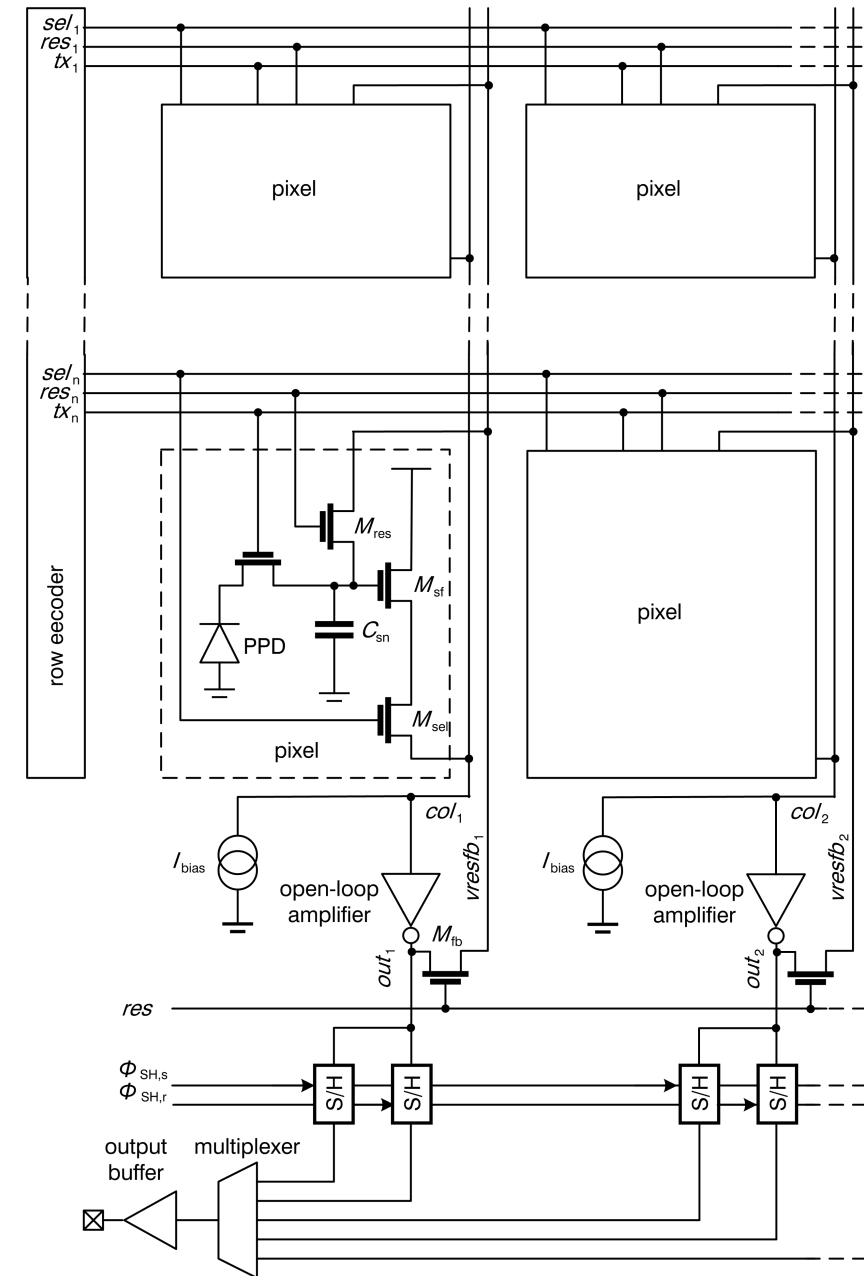 sel1
res1
tx1
pixel
pixel
seln
resn
txn
row eecoder
Mres
Msf
PPD
Csn
Msel
pixel
pixel
col1
col2
vresfb1
vresfb2
Ibias
Ibias
open-loop
amplifier
open-loop
amplifier
Mfb
out1
out2
res
ΦSH,s
ΦSH,r
S/H
S/H
S/H
S/H
output
buffer
multiplexer